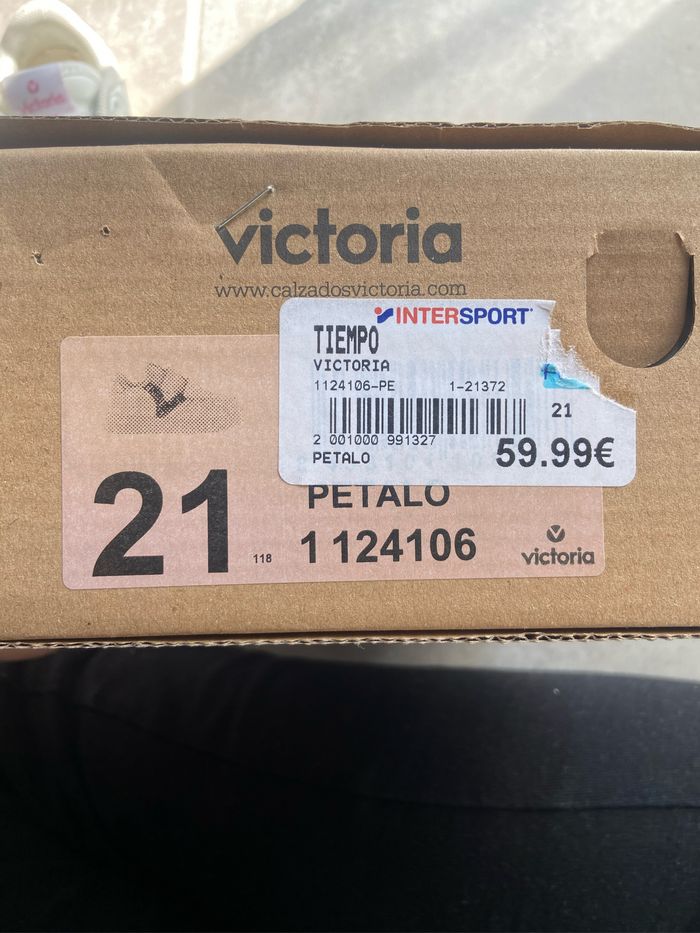 victoria
victoria
www.calzadosvictoria.com
INTERSPORT
TIEMPO
VICTORIA
1124106-PE 1-21372
21
2 001000 991327
PETALO
59.99€
PETALO
21
118
1 124106
victoria